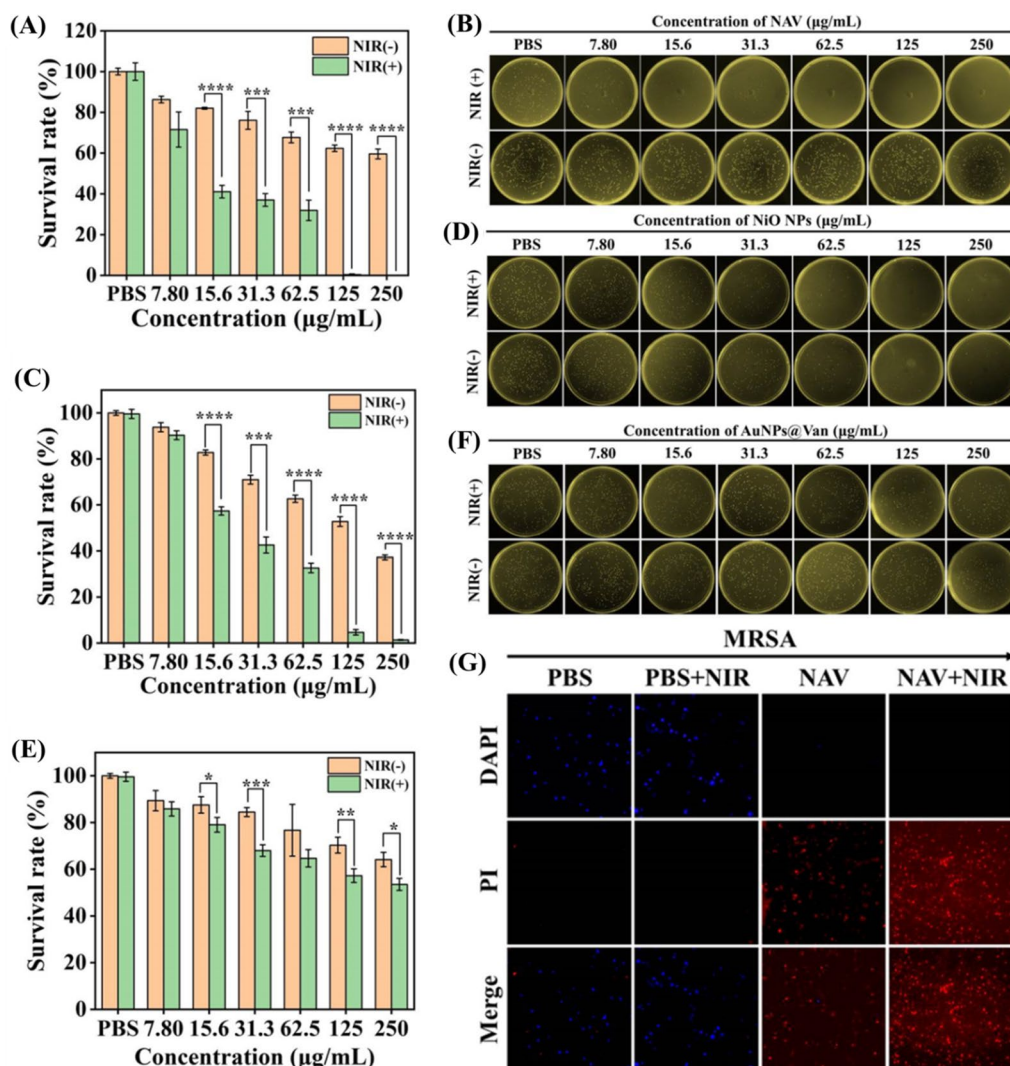 (A)
120
100
80
60
40
20
0
Survival rate (%)
NIR(-)
NIR(+)
****
***
***
****
****
PBS 7.80 15.6 31.3 62.5 125 250
Concentration (μg/mL)
(B)
Concentration of NAV (μg/mL)
PBS 7.80 15.6 31.3 62.5 125 250
NIR (+)
NIR(-)
(C)
100
80
60
40
20
0
Survival rate (%)
NIR(-)
NIR(+)
****
***
****
****
****
PBS 7.80 15.6 31.3 62.5 125 250
Concentration (μg/mL)
(D)
Concentration of NiO NPs (μg/mL)
PBS 7.80 15.6 31.3 62.5 125 250
NIR(+)
NIR(-)
(E)
100
80
60
40
20
0
Survival rate (%)
NIR(-)
NIR(+)
*
***
**
*
PBS 7.80 15.6 31.3 62.5 125 250
Concentration (μg/mL)
(F)
Concentration of AuNPs@Van (μg/mL)
PBS 7.80 15.6 31.3 62.5 125 250
NIR(+)
NIR(-)
(G)
MRSA
PBS PBS+NIR NAV NAV+NIR
DAPI
PI
Merge